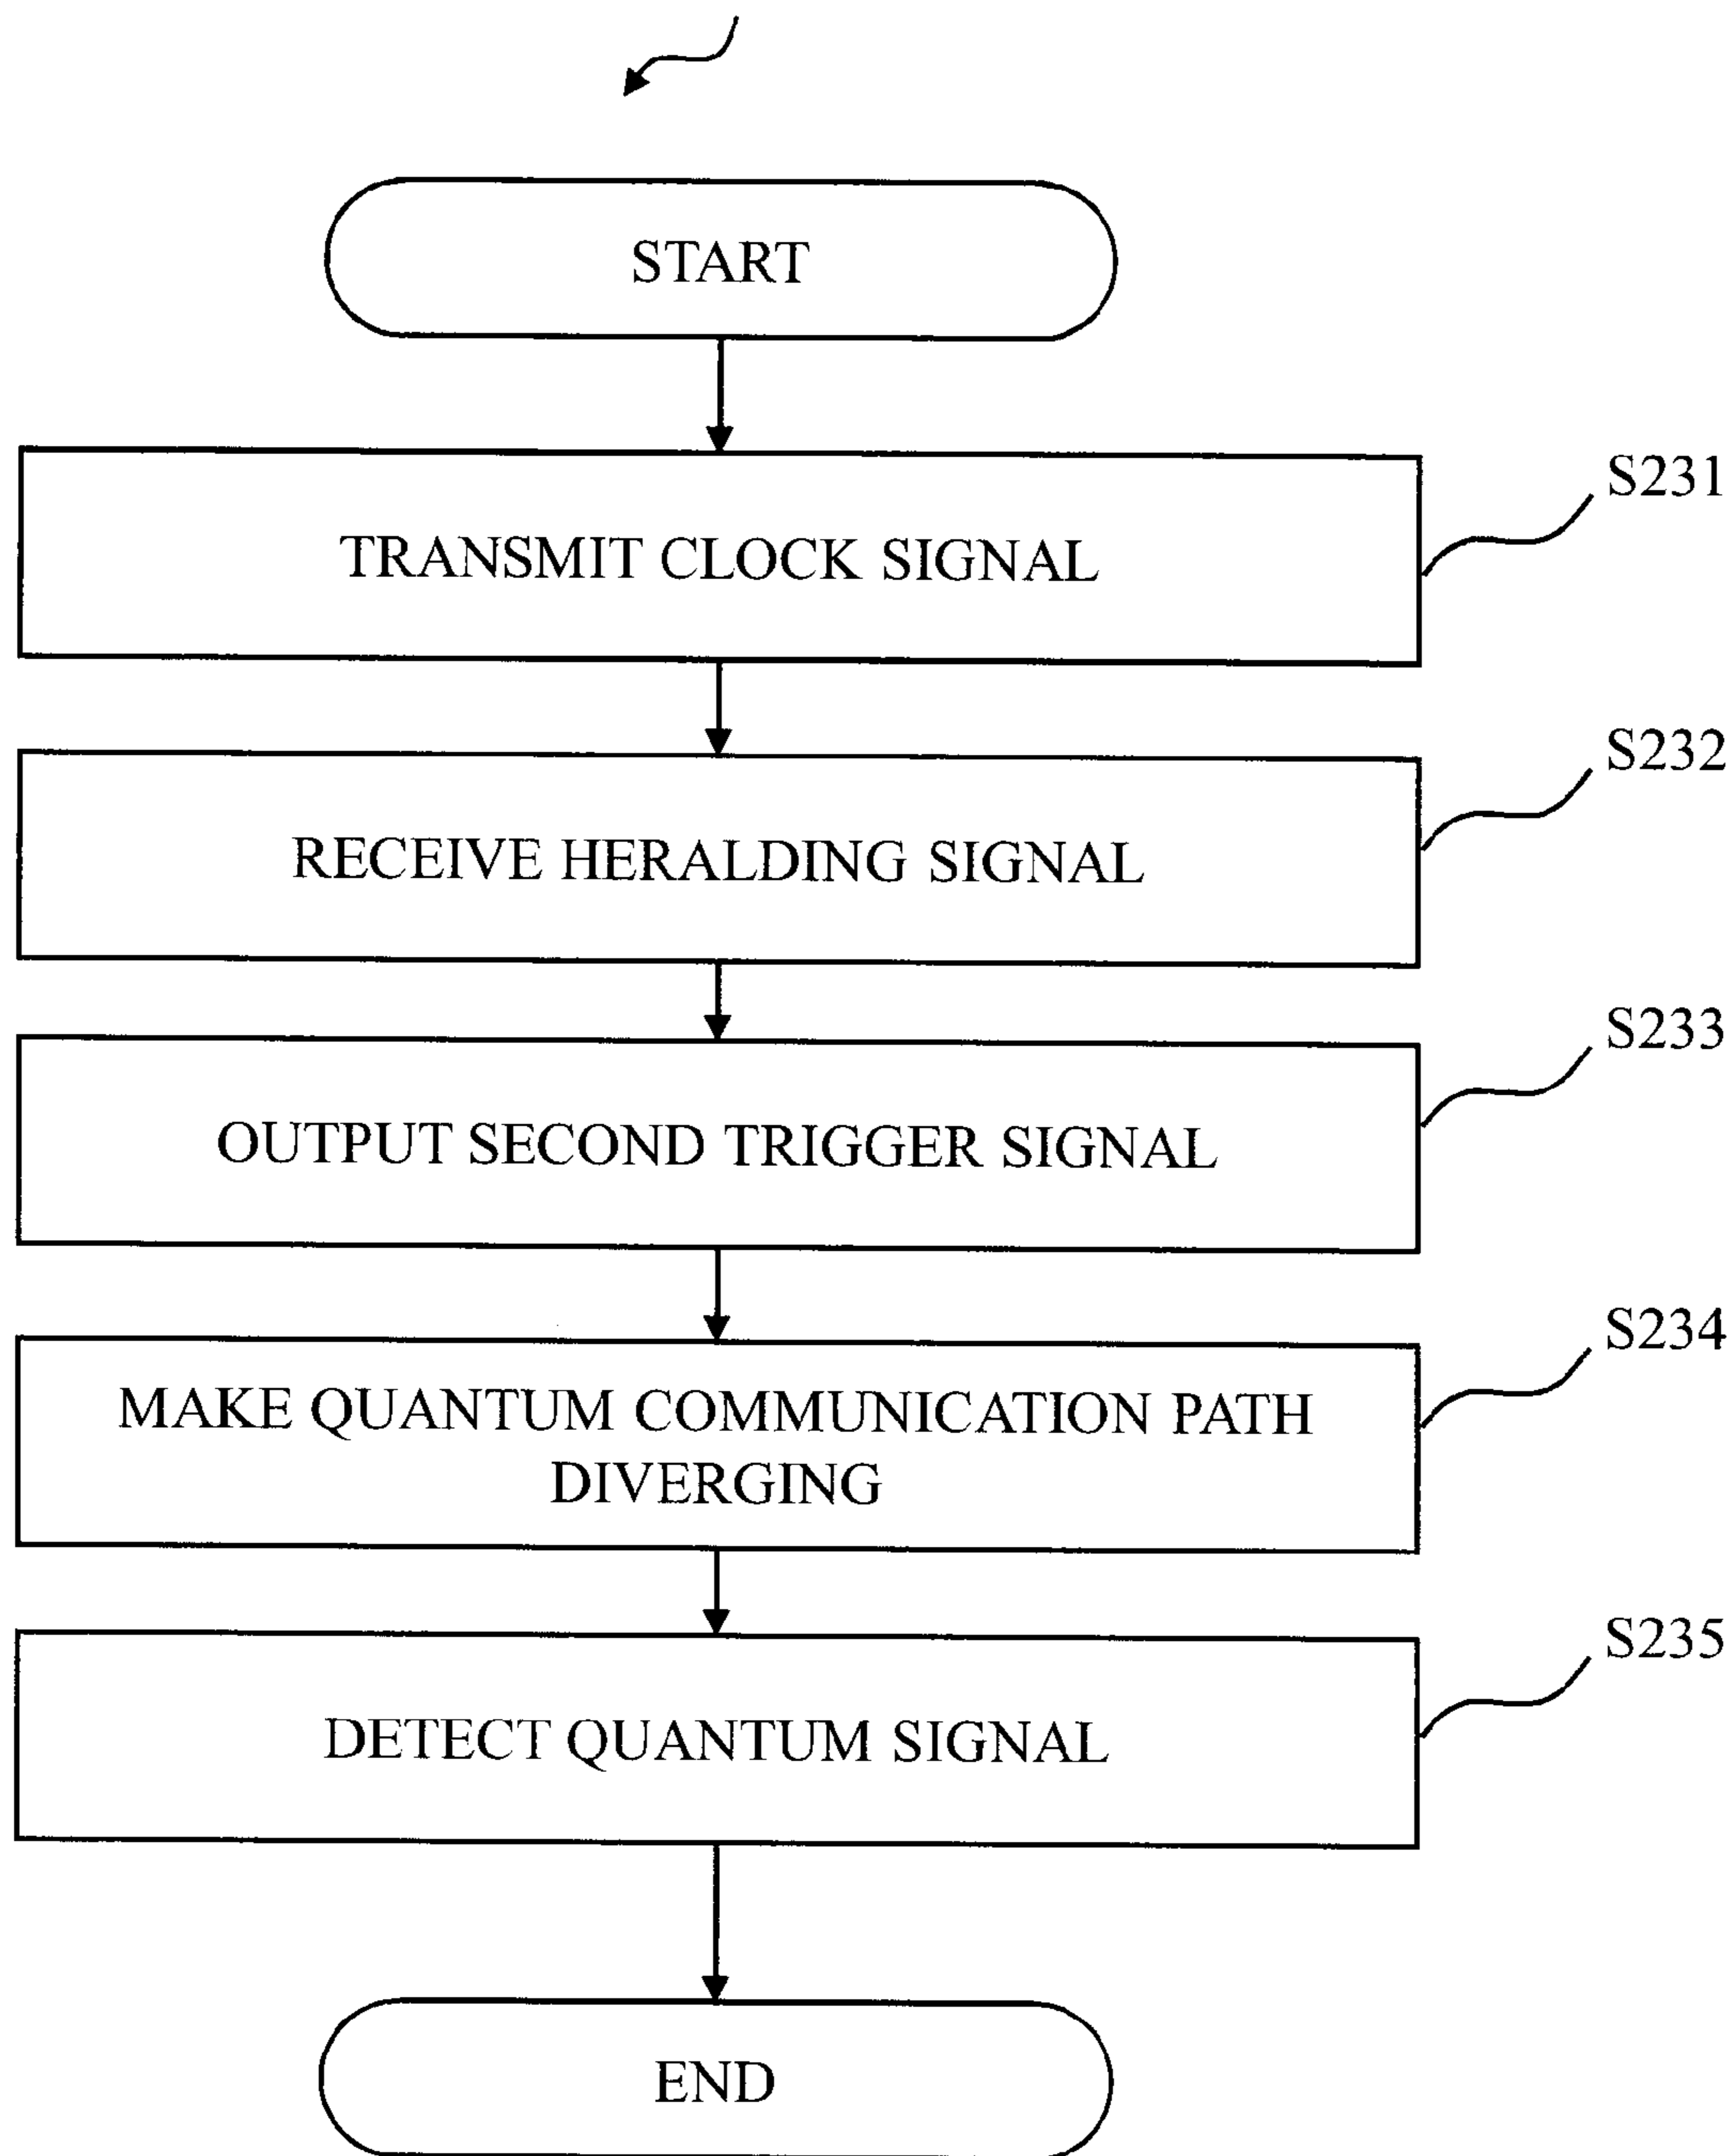 START
S231
TRANSMIT CLOCK SIGNAL
S232
RECEIVE HERALDING SIGNAL
S233
OUTPUT SECOND TRIGGER SIGNAL
S234
MAKE QUANTUM COMMUNICATION PATH
DIVERGING
S235
DETECT QUANTUM SIGNAL
END